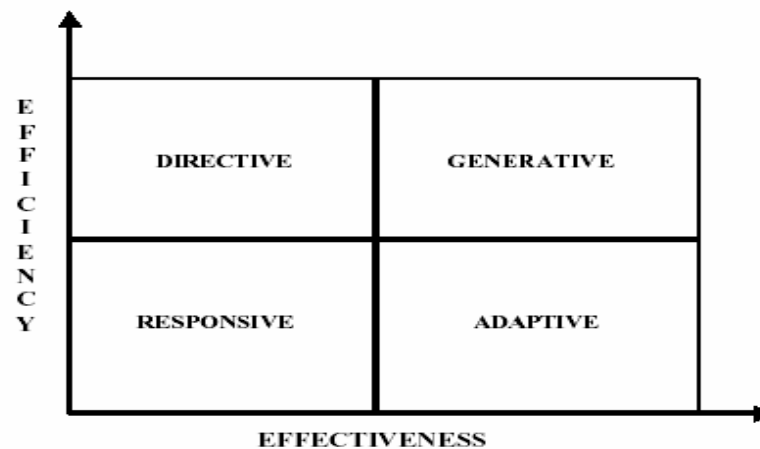 EFFICIENCY
DIRECTIVE GENERATIVE
RESPONSIVE ADAPTIVE
EFFECTIVENESS